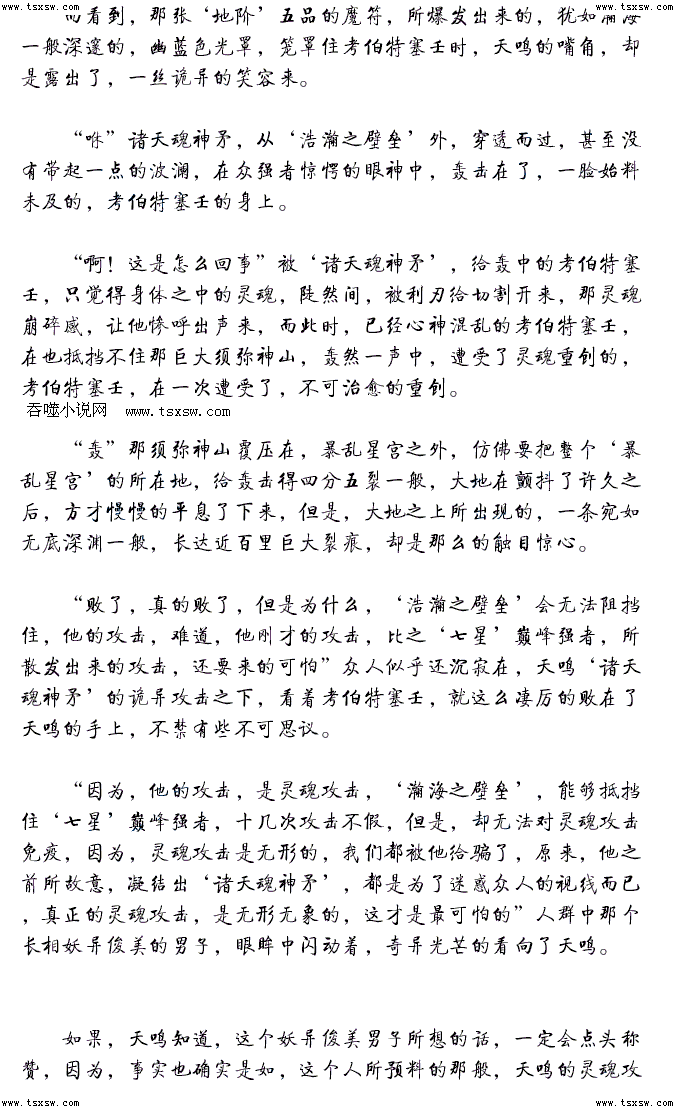 www.tsxsw.com www.tsxsw.com
而看到，那张‘地阶’五品的魔符，所爆发出来的，犹如瀚海
一般深邃的，幽蓝色光罩，笼罩住考伯特塞壬时，天鸣的嘴角，却
是露出了，一丝诡异的笑容来。
“咻”诸天魂神矛，从‘浩瀚之壁垒’外，穿透而过，甚至没
有带起一点的波澜，在众强者惊愕的眼神中，轰击在了，一脸始料
未及的，考伯特塞壬的身上。
“啊！这是怎么回事”被‘诸天魂神矛’，给轰中的考伯特塞
壬，只觉得身体之中的灵魂，陡然间，被利刃给切割开来，那灵魂
崩碎感，让他惨呼出声来，而此时，已经心神混乱的考伯特塞壬，
在也抵挡不住那巨大须弥神山，轰然一声中，遭受了灵魂重创的，
考伯特塞壬，在一次遭受了，不可治愈的重创。
吞噬小说网 www.tsxsw.com
“轰”那须弥神山覆压在，暴乱星宫之外，仿佛要把整个‘暴
乱星宫’的所在地，给轰击得四分五裂一般，大地在颤抖了许久之
后，方才慢慢的平息了下来，但是，大地之上所出现的，一条宛如
无底深渊一般，长达近百里巨大裂痕，却是那么的触目惊心。
“败了，真的败了，但是为什么，‘浩瀚之壁垒’会无法阻挡
住，他的攻击，难道，他刚才的攻击，比之‘七星’巅峰强者，所
散发出来的攻击，还要来的可怕”众人似乎还沉寂在，天鸣‘诸天
魂神矛’的诡异攻击之下，看着考伯特塞壬，就这么凄厉的败在了
天鸣的手上，不禁有些不可思议。
“因为，他的攻击，是灵魂攻击，‘瀚海之壁垒’，能够抵挡
住‘七星’巅峰强者，十几次攻击不假，但是，却无法对灵魂攻击
免疫，因为，灵魂攻击是无形的，我们都被他给骗了，原来，他之
前所故意，凝结出‘诸天魂神矛’，都是为了迷惑众人的视线而已
，真正的灵魂攻击，是无形无象的，这才是最可怕的”人群中那个
长相妖异俊美的男子，眼眸中闪动着，奇异光芒的看向了天鸣。
如果，天鸣知道，这个妖异俊美男子所想的话，一定会点头称
赞，因为，事实也确实是如，这个人所预料的那般，天鸣的灵魂攻
www.tsxsw.com www.tsxsw.com